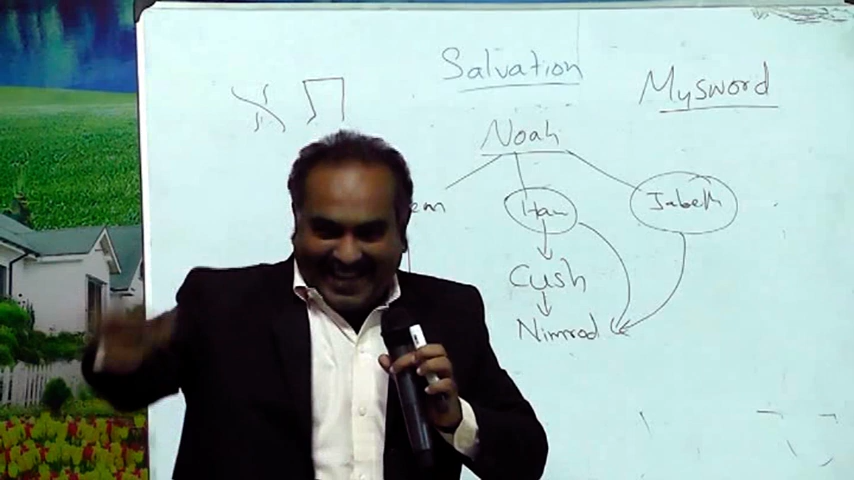 Salvation
Mysword
א ת
Noah
em Ham Jabeth
Cush
Nimrod